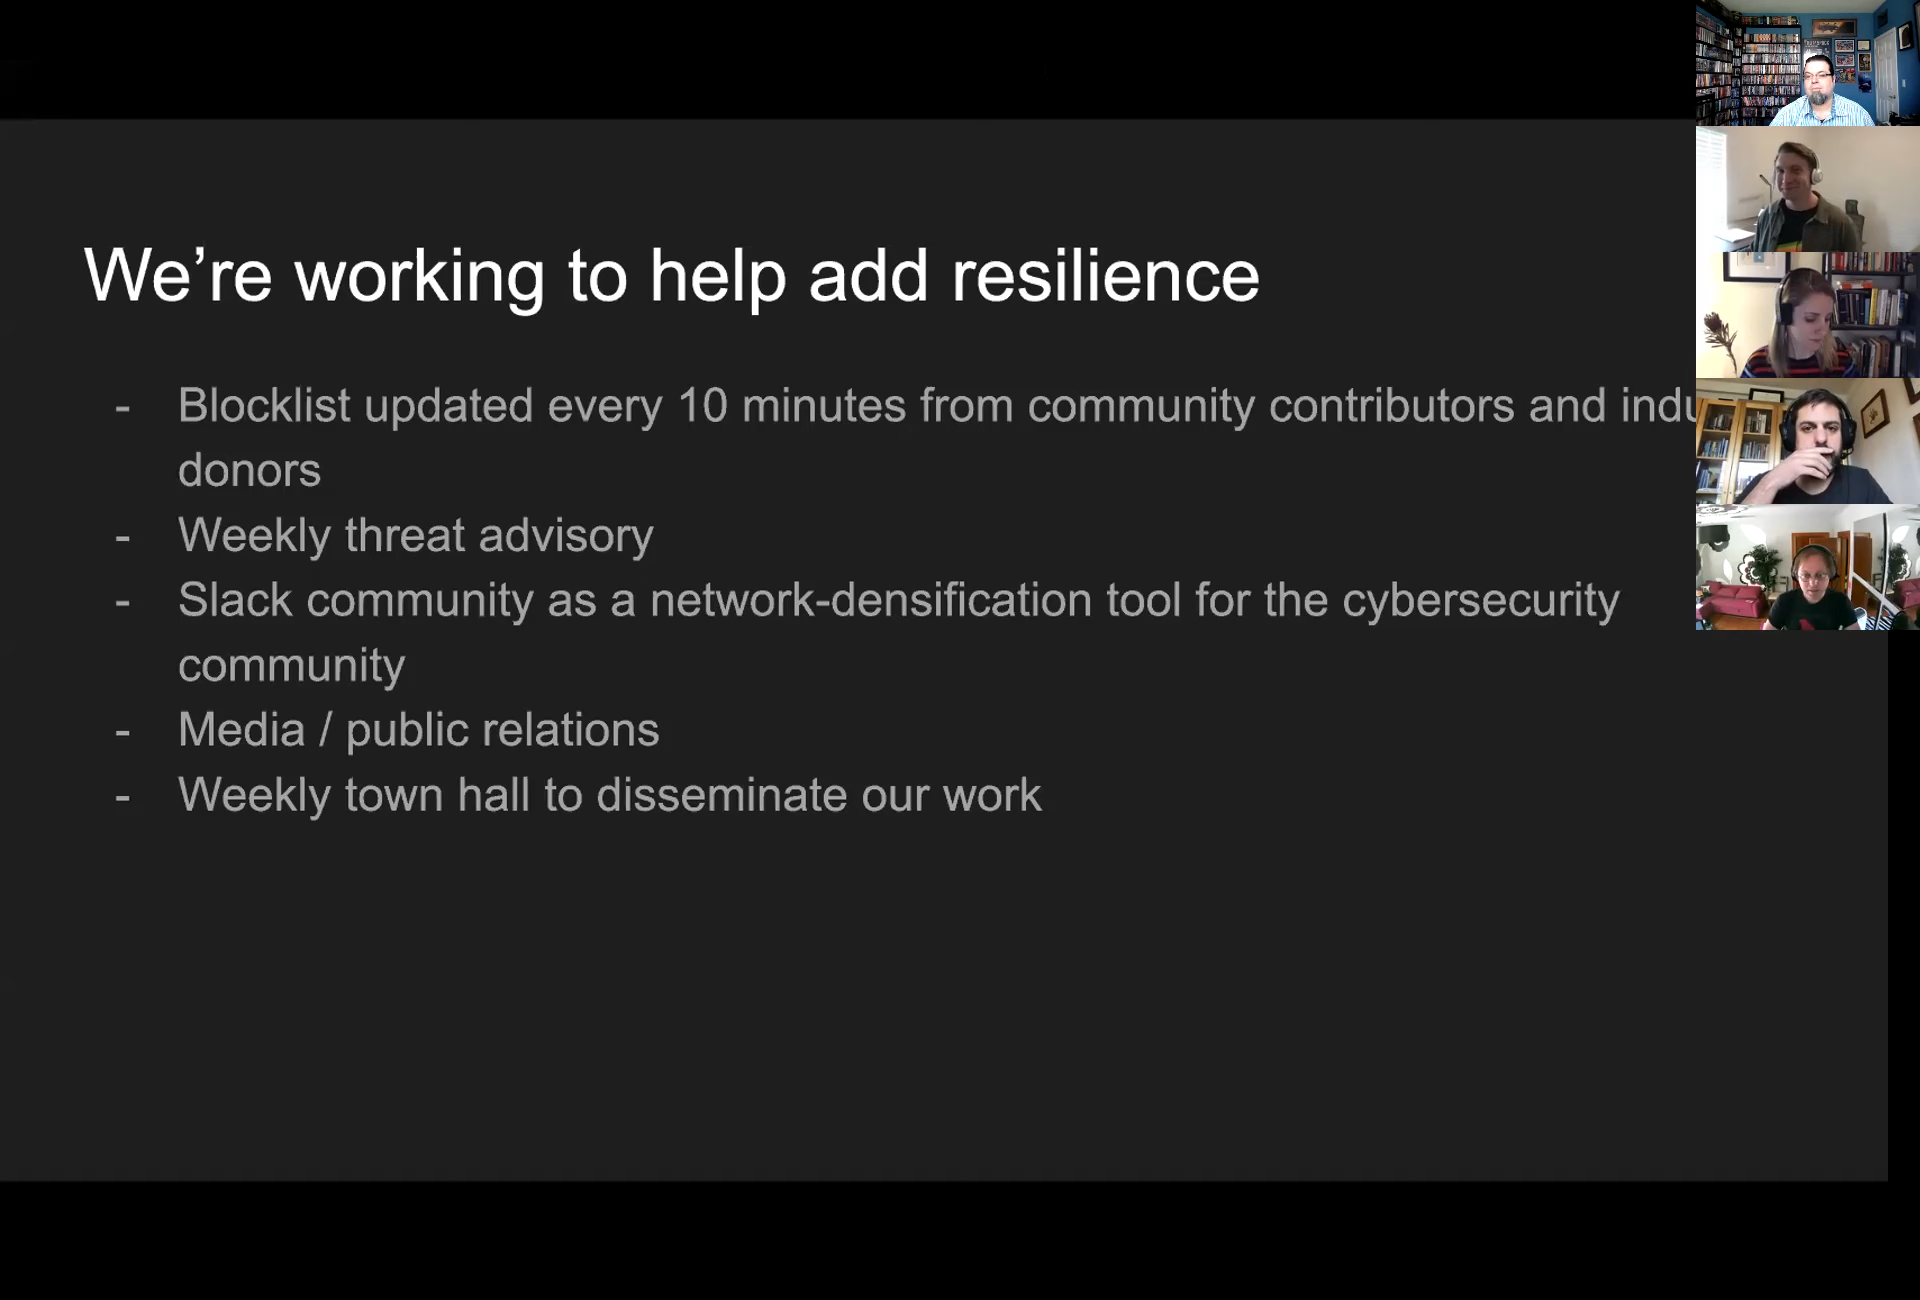 We’re working to help add resilience
- Blocklist updated every 10 minutes from community contributors and
donors
- Weekly threat advisory
- Slack community as a network-densification tool for the cybersecurity
community
- Media / public relations
- Weekly town hall to disseminate our work